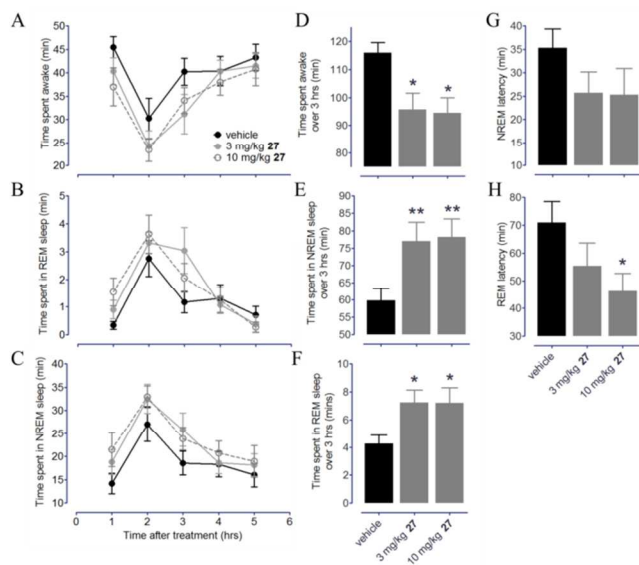 A
Time spent awake (min)
50
45
40
35
30
25
20
vehicle
3 mg/kg 27
10 mg/kg 27
B
Time spent in REM sleep (min)
5
4
3
2
1
0
C
Time spent in NREM sleep (min)
40
35
30
25
20
15
10
0 1 2 3 4 5 6
Time after treatment (hrs)
D
Time spent awake
over 3 hrs (min)
120
110
100
90
* *
E
Time spent in NREM sleep
over 3 hrs (min)
90
85
80
75
70
65
60
55
50
** **
F
Time spent in REM sleep
over 3 hrs (mins)
10
8
6
4
2
0
* *
vehicle
3 mg/kg 27
10 mg/kg 27
G
NREM latency (min)
40
35
30
25
20
15
10
H
REM latency (min)
80
70
60
50
40
30
*
vehicle
3 mg/kg 27
10 mg/kg 27